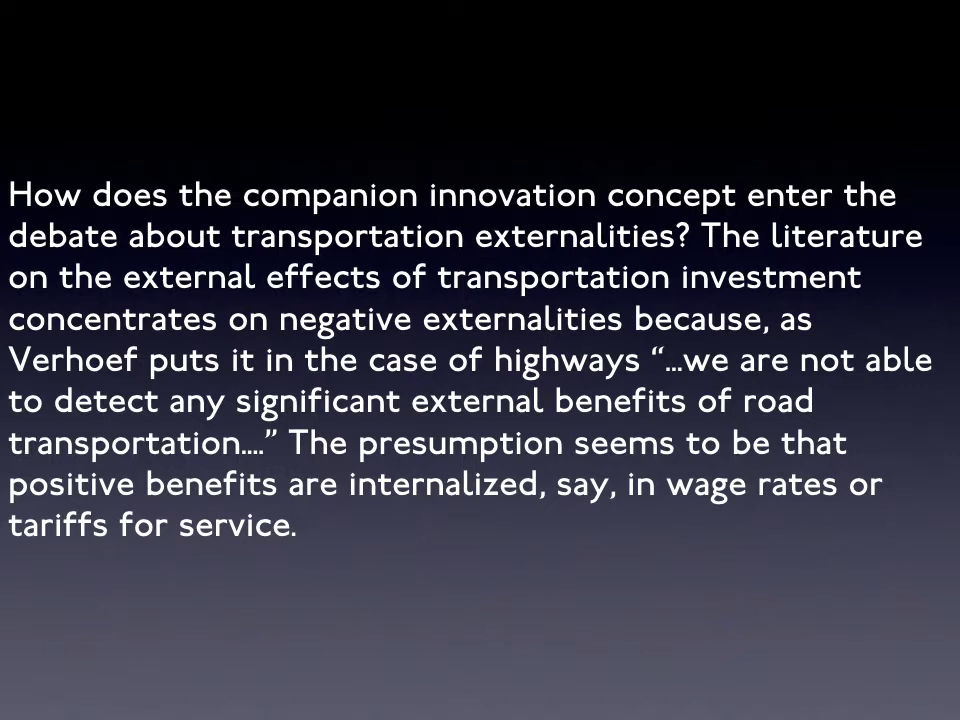 How does the companion innovation concept enter the
debate about transportation externalities? The literature
on the external effects of transportation investment
concentrates on negative externalities because, as
Verhoef puts it in the case of highways “...we are not able
to detect any significant external benefits of road
transportation....” The presumption seems to be that
positive benefits are internalized, say, in wage rates or
tariffs for service.